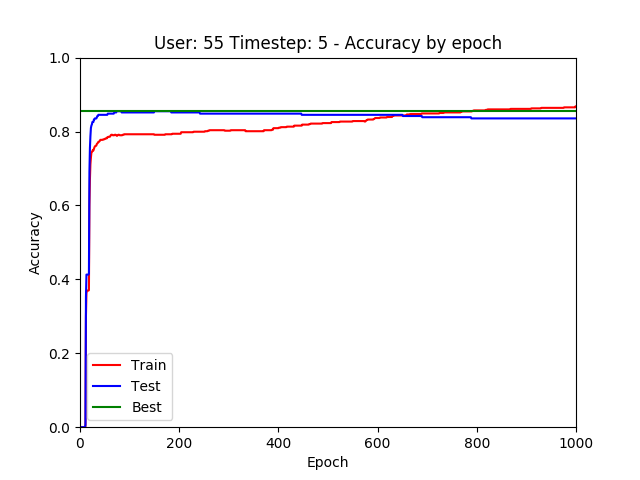 User: 55 Timestep: 5 - Accuracy by epoch
1.0
0.8
0.6
0.4
0.2
0.0
Accuracy
Train
Test
Best
0 200 400 600 800 1000
Epoch